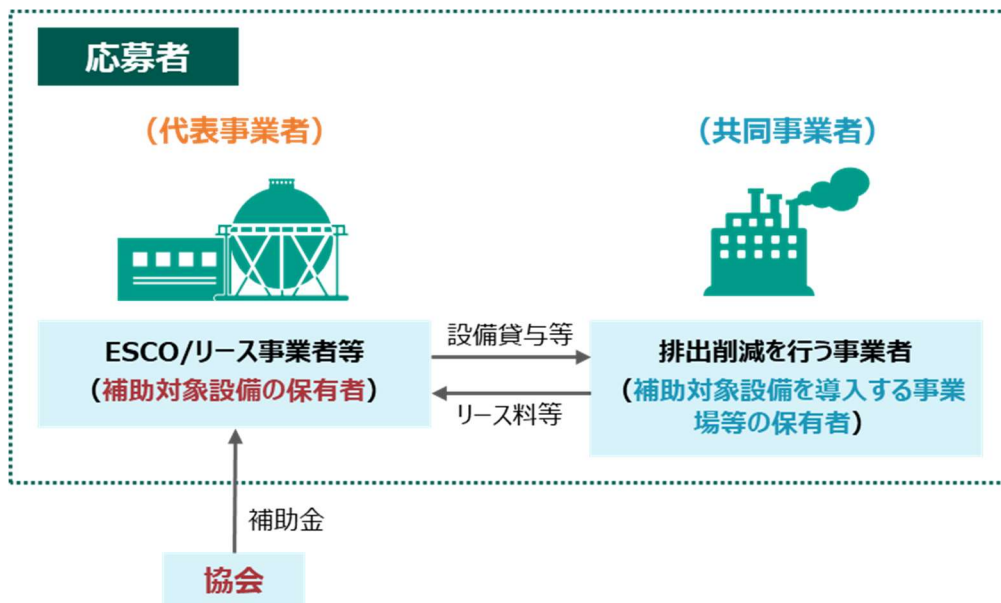 応募者
（代表事業者）
（共同事業者）
ESCO/リース事業者等
（補助対象設備の保有者）
設備貸与等
リース料等
排出削減を行う事業者
（補助対象設備を導入する事業
場等の保有者）
補助金
協会